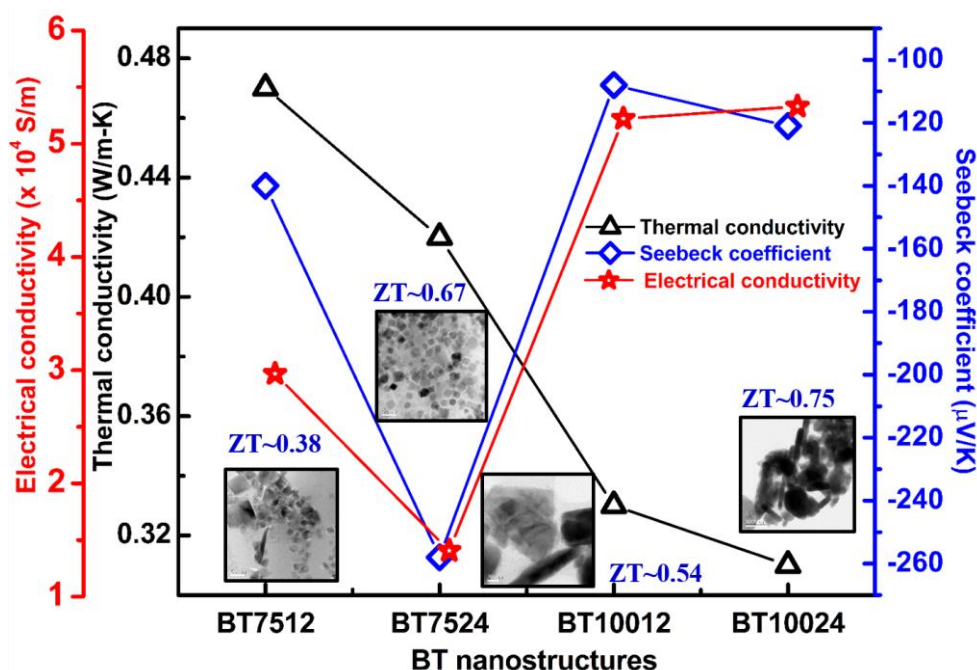 Electrical conductivity (x 10⁴ S/m)
6
5
4
3
2
1
Thermal conductivity (W/m-K)
0.48
0.44
0.40
0.36
0.32
-100
-120
-140
-160
-180
-200
-220
-240
-260
Seebeck coefficient (μV/K)
Thermal conductivity
Seebeck coefficient
Electrical conductivity
ZT~0.67
ZT~0.38
ZT~0.75
ZT~0.54
BT7512 BT7524 BT10012 BT10024
BT nanostructures